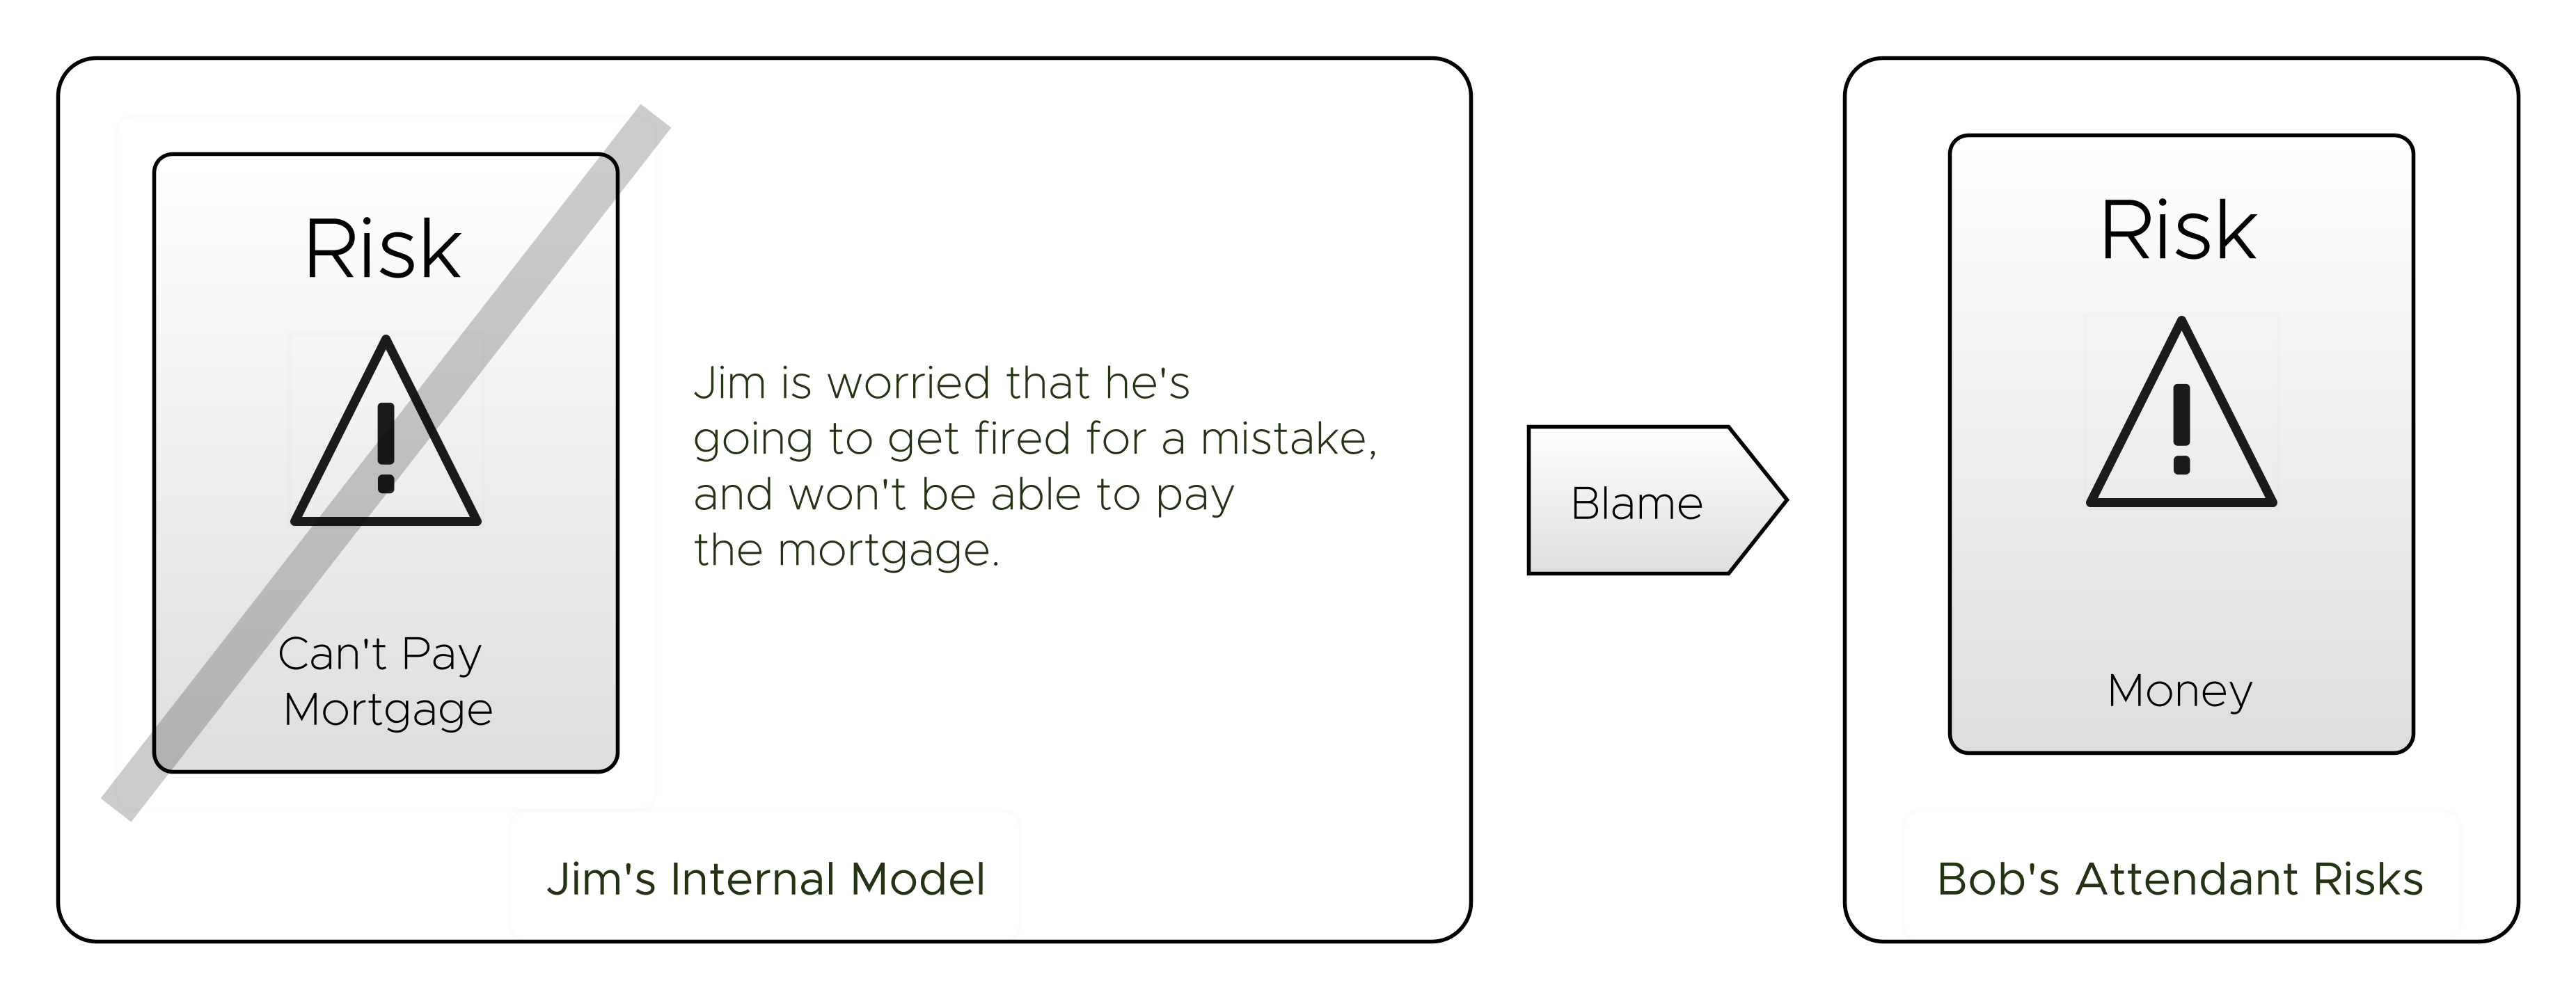 Risk
Can't Pay
Mortgage
Jim is worried that he's
going to get fired for a mistake,
and won't be able to pay
the mortgage.
Jim's Internal Model
Blame
Risk
Money
Bob's Attendant Risks